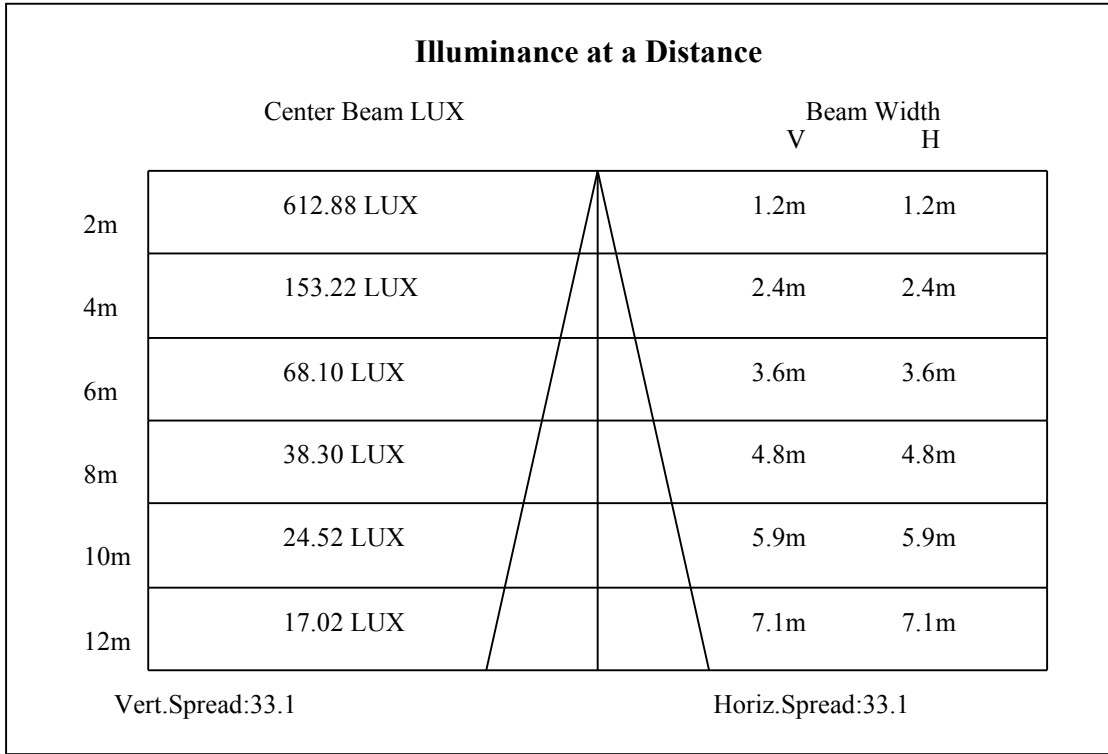 Illuminance at a Distance
Center Beam LUX Beam Width
V H
2m 612.88 LUX 1.2m 1.2m
4m 153.22 LUX 2.4m 2.4m
6m 68.10 LUX 3.6m 3.6m
8m 38.30 LUX 4.8m 4.8m
10m 24.52 LUX 5.9m 5.9m
12m 17.02 LUX 7.1m 7.1m
Vert.Spread:33.1 Horiz.Spread:33.1